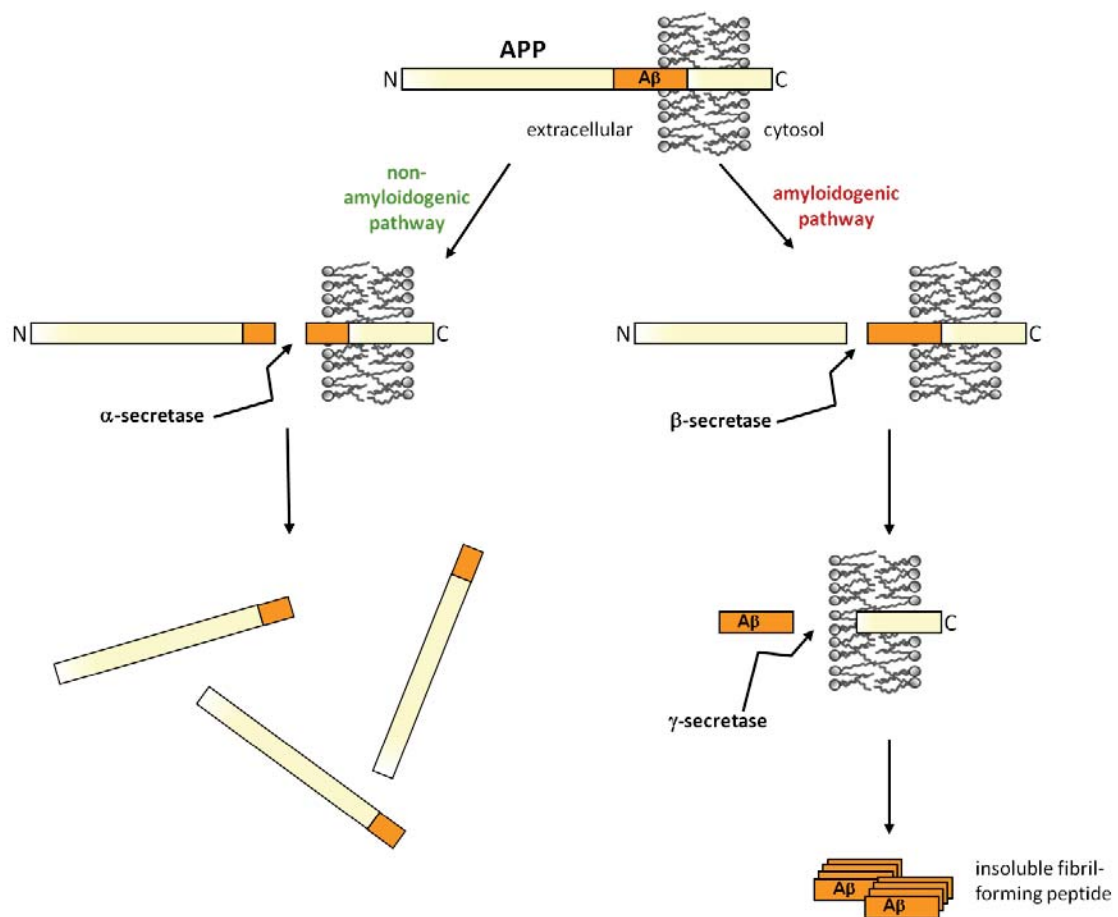 APP
N
Aβ
C
extracellular
cytosol
non-
amyloidogenic
pathway
amyloidogenic
pathway
N
C
α-secretase
N
C
β-secretase
Aβ
C
γ-secretase
Aβ
Aβ
insoluble fibril-
forming peptide